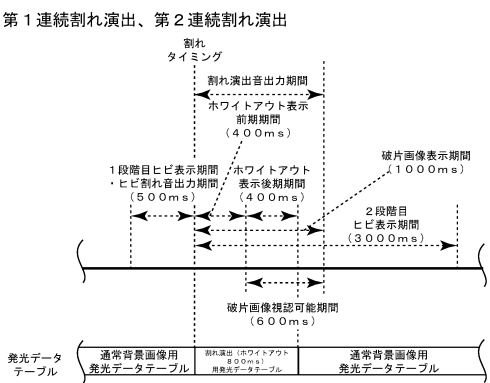 第１連続割れ演出、第２連続割れ演出
割れ
タイミング
割れ演出音出力期間
ホワイトアウト表示
前期期間
（４００ｍｓ）
破片画像表示期間
（１０００ｍｓ）
１段階目ヒビ表示期間
・ヒビ割れ音出力期間
（５００ｍｓ）
ホワイトアウト
表示後期期間
（４００ｍｓ）
２段階目
ヒビ表示期間
（３０００ｍｓ）
破片画像視認可能期間
（６００ｍｓ）
発光データ
テーブル
通常背景画像用
発光データテーブル
割れ演出（ホワイトアウト
８００ｍｓ）
用発光データテーブル
通常背景画像用
発光データテーブル